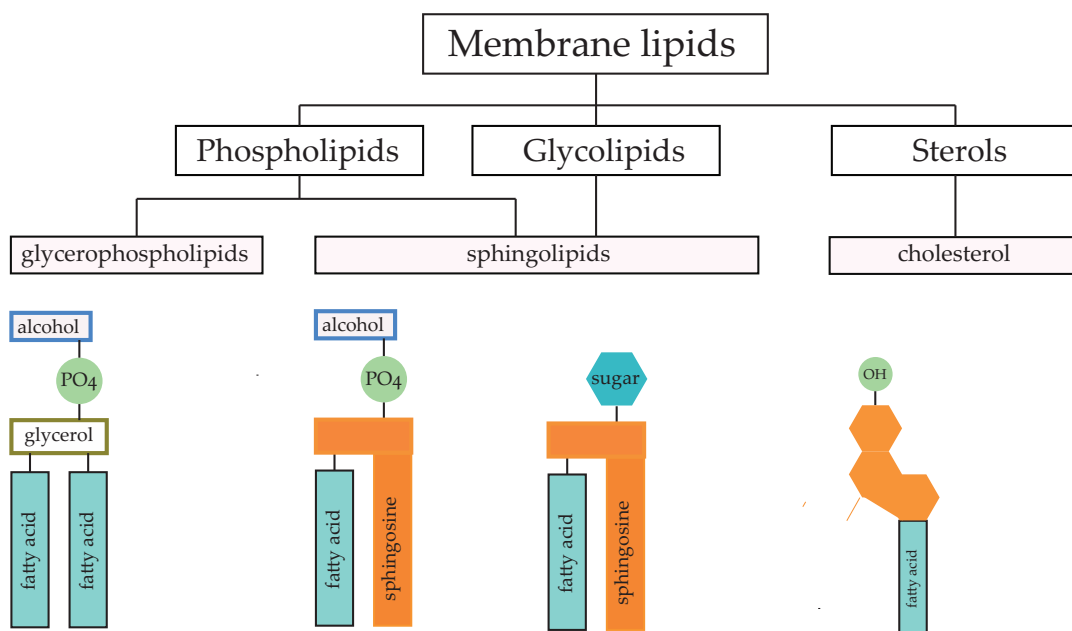 Membrane lipids
Phospholipids
Glycolipids
Sterols
glycerophospholipids
sphingolipids
cholesterol
alcohol
alcohol
PO4
PO4
sugar
OH
glycerol
fatty acid
fatty acid
fatty acid
sphingosine
fatty acid
sphingosine
fatty acid